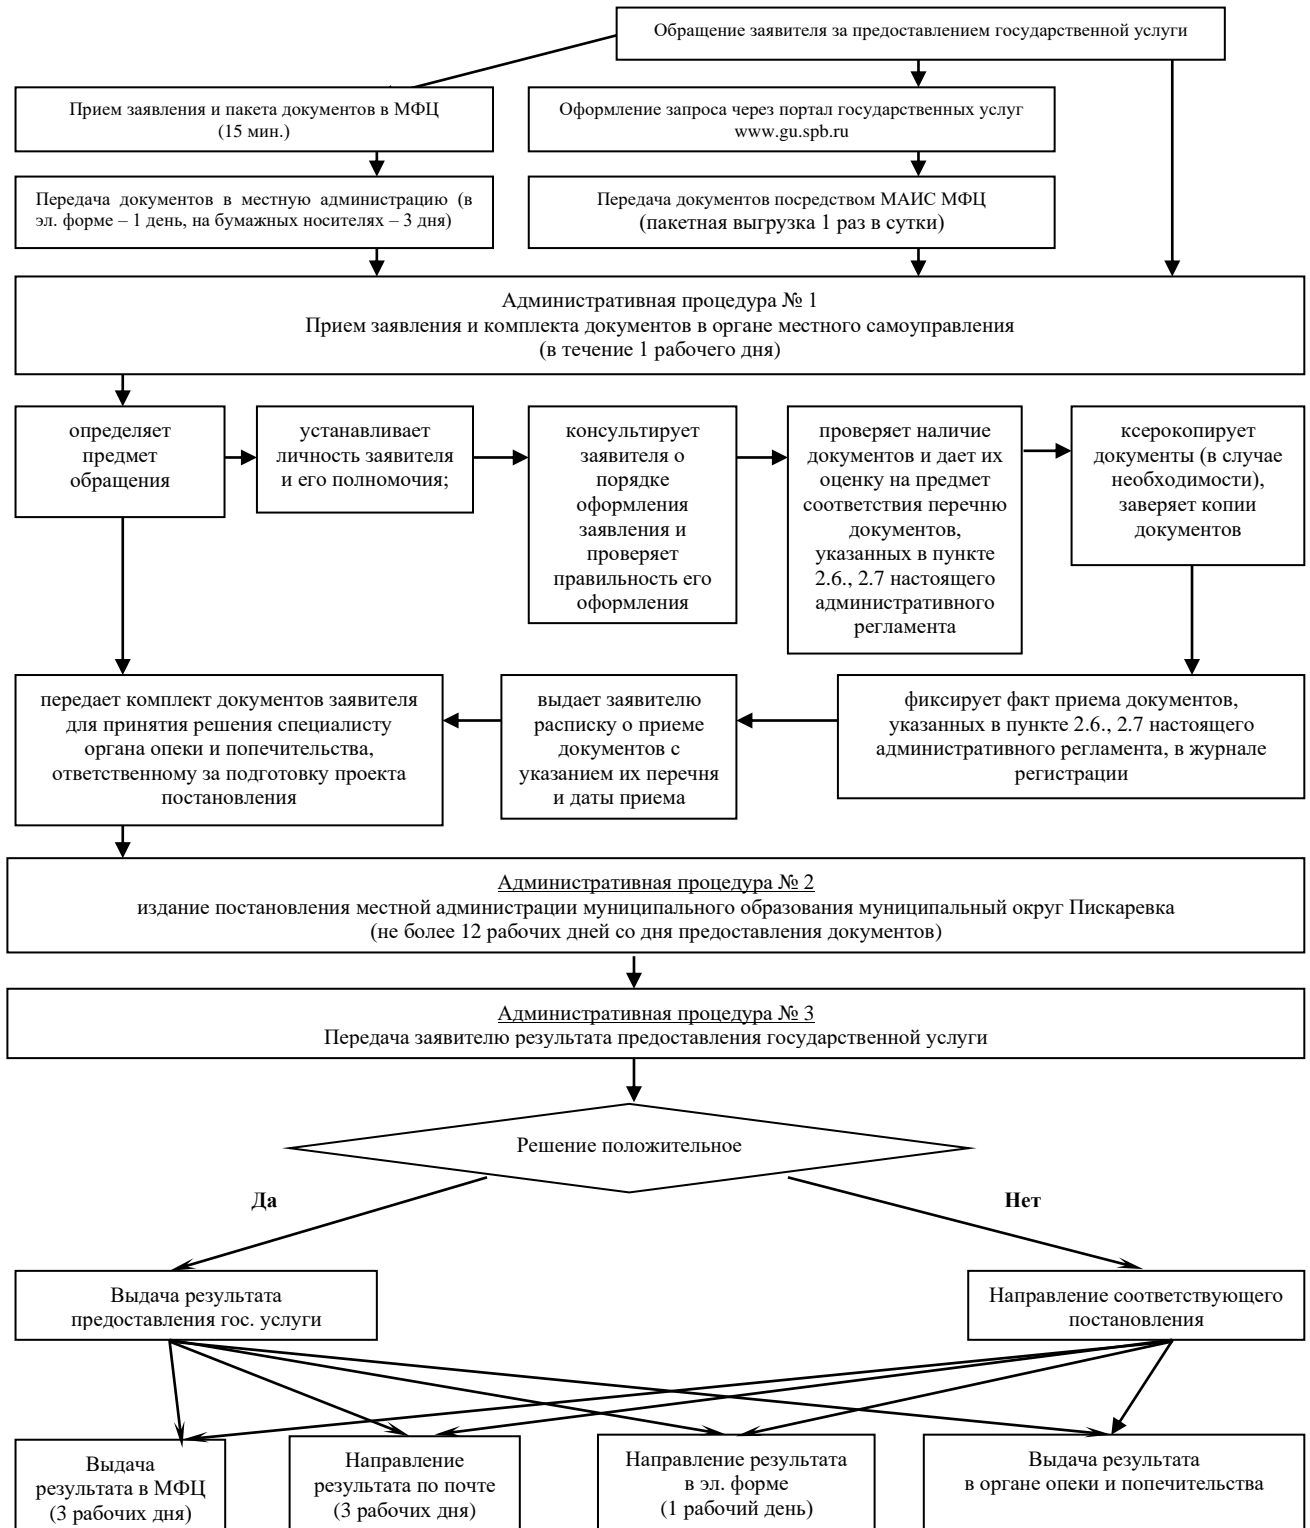 Обращение заявителя за предоставлением государственной услуги
Прием заявления и пакета документов в МФЦ
(15 мин.)
Оформление запроса через портал государственных услуг
www.gu.spb.ru
Передача документов в местную администрацию (в
эл. форме – 1 день, на бумажных носителях – 3 дня)
Передача документов посредством МАИС МФЦ
(пакетная выгрузка 1 раз в сутки)
Административная процедура № 1
Прием заявления и комплекта документов в органе местного самоуправления
(в течение 1 рабочего дня)
определяет
предмет
обращения
устанавливает
личность заявителя
и его полномочия;
консультирует
заявителя о
порядке
оформления
заявления и
проверяет
правильность его
оформления
проверяет наличие
документов и дает их
оценку на предмет
соответствия перечню
документов,
указанных в пункте
2.6., 2.7 настоящего
административного
регламента
ксерокопирует
документы (в случае
необходимости),
заверяет копии
документов
передает комплект документов заявителя
для принятия решения специалисту
органа опеки и попечительства,
ответственному за подготовку проекта
постановления
выдает заявителю
расписку о приеме
документов с
указанием их перечня
и даты приема
фиксирует факт приема документов,
указанных в пункте 2.6., 2.7 настоящего
административного регламента, в журнале
регистрации
Административная процедура № 2
издание постановления местной администрации муниципального образования муниципальный округ Пискаревка
(не более 12 рабочих дней со дня предоставления документов)
Административная процедура № 3
Передача заявителю результата предоставления государственной услуги
Решение положительное
Да
Нет
Выдача результата
предоставления гос. услуги
Направление соответствующего
постановления
Выдача
результата в МФЦ
(3 рабочих дня)
Направление
результата по почте
(3 рабочих дня)
Направление результата
в эл. форме
(1 рабочий день)
Выдача результата
в органе опеки и попечительства